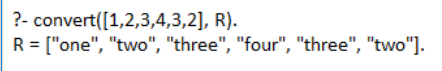 ?- convert([1,2,3,4,3,2], R).
R = ["one", "two", "three", "four", "three", "two"].